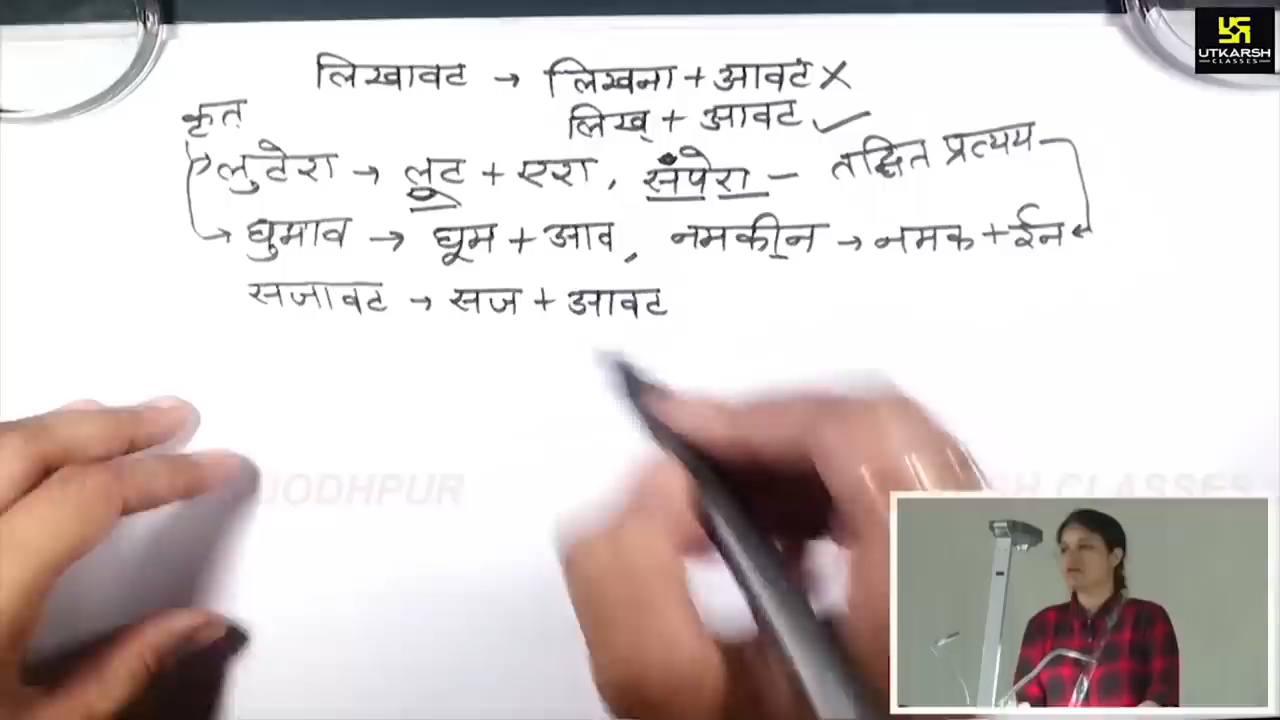 UTKARSH
CLASSES
लिखावट → लिखना + आवट ×
लिख् + आवट ✓
कृत
लुटेरा → लूट + एरा, सँपेरा - तद्धित प्रत्यय
घुमाव → घूम + आव, नमकीन → नमक + ईन
सजावट → सज + आवट
JODHPUR
CLASSES